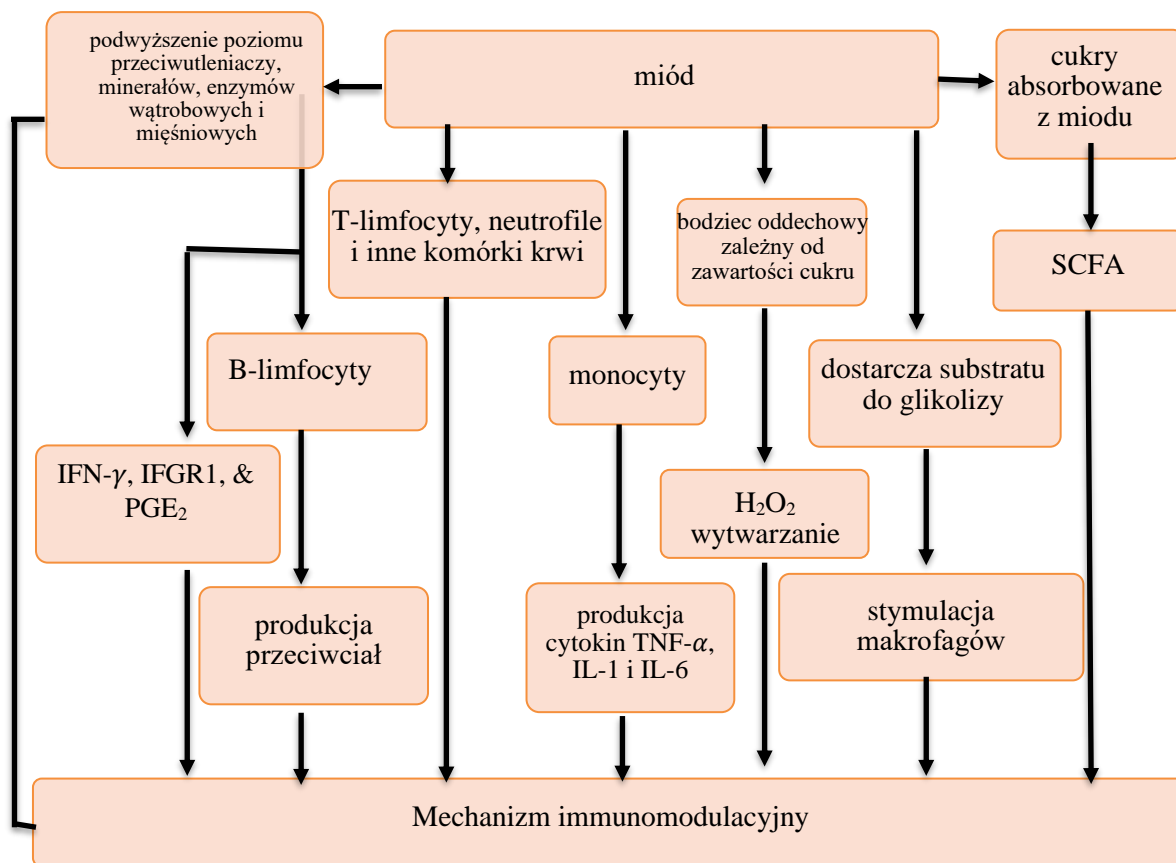 podwyższenie poziomu
przeciwutleniaczy,
minerałów, enzymów
wątrobowych i
mięśniowych
miód
cukry
absorbowane
z miodu
T-limfocyty, neutrofile
i inne komórki krwi
bodziec oddechowy
zależny od
zawartości cukru
SCFA
B-limfocyty
monocyty
dostarcza substratu
do glikolizy
IFN-γ, IFGR1, &
PGE₂
H₂O₂
wytwarzanie
produkcja
przeciwciał
produkcja
cytokin TNF-α,
IL-1 i IL-6
stymulacja
makrofagów
Mechanizm immunomodulacyjny